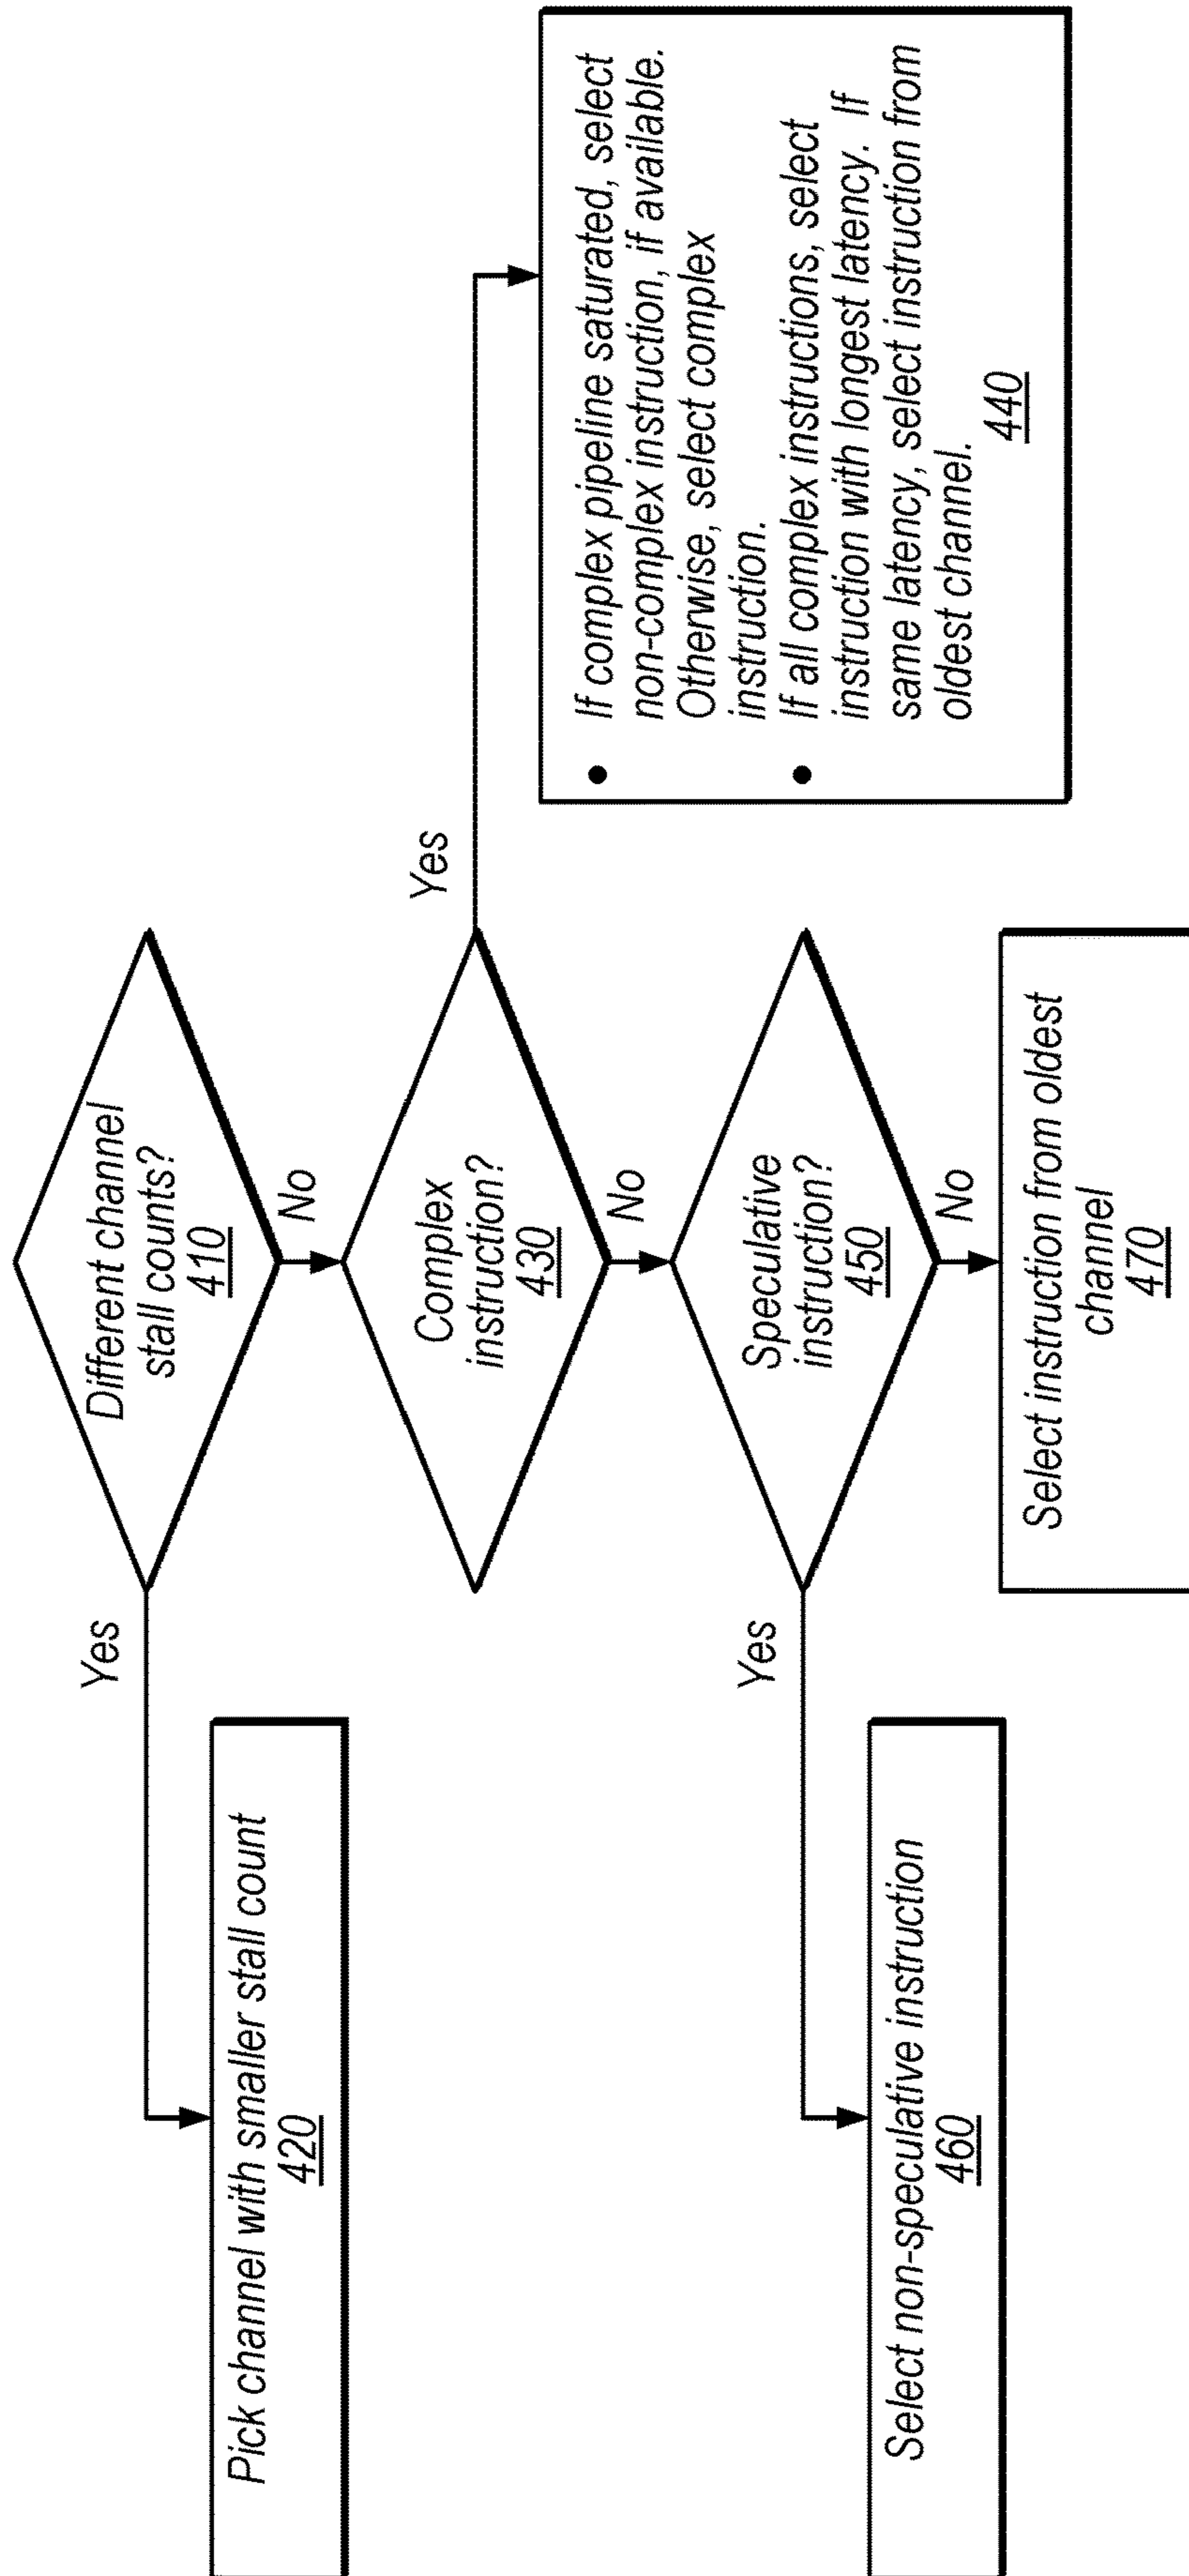 Different channel
stall counts?
410
Yes
Pick channel with smaller stall count
420
No
Complex
instruction?
430
Yes
• If complex pipeline saturated, select
non-complex instruction, if available.
Otherwise, select complex
instruction.
• If all complex instructions, select
instruction with longest latency. If
same latency, select instruction from
oldest channel.
440
No
Speculative
instruction?
450
Yes
Select non-speculative instruction
460
No
Select instruction from oldest
channel
470